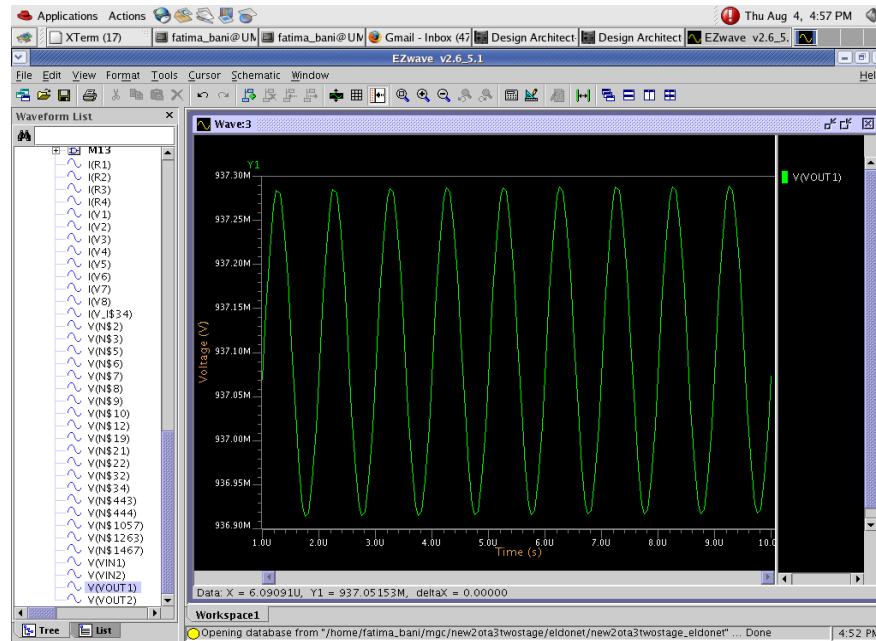 Applications Actions Thu Aug 4, 4:57 PM
XTerm (17) fatima_bani@UN fatima_bani@UN Gmail - Inbox (47 Design Architect Design Architect EZwave v2.6_5.
EZwave v2.6_5.1
File Edit View Format Tools Cursor Schematic Window Hel
Waveform List
Wave:3
M13
I(R1)
I(R2)
I(R3)
I(R4)
I(V1)
I(V2)
I(V3)
I(V4)
I(V5)
I(V6)
I(V7)
I(V8)
I(V_I$34)
V(N$2)
V(N$3)
V(N$5)
V(N$6)
V(N$7)
V(N$8)
V(N$9)
V(N$10)
V(N$12)
V(N$19)
V(N$21)
V(N$22)
V(N$32)
V(N$34)
V(N$443)
V(N$444)
V(N$1057)
V(N$1263)
V(N$1467)
V(VIN1)
V(VIN2)
V(VOUT1)
V(VOUT2)
Tree List
Y1
937.30M
937.25M
937.20M
937.15M
937.10M
937.05M
937.00M
936.95M
936.90M
Voltage (V)
1.0U 2.0U 3.0U 4.0U 5.0U 6.0U 7.0U 8.0U 9.0U 10.0
Time (s)
V(VOUT1)
Data: X = 6.09091U, Y1 = 937.05153M, deltaX = 0.00000
Workspace1
Opening database from "/home/fatima_bani/mgc/new2ota3twostage/eldonet/new2ota3twostage_eldonet" ... Done 4:52 PM